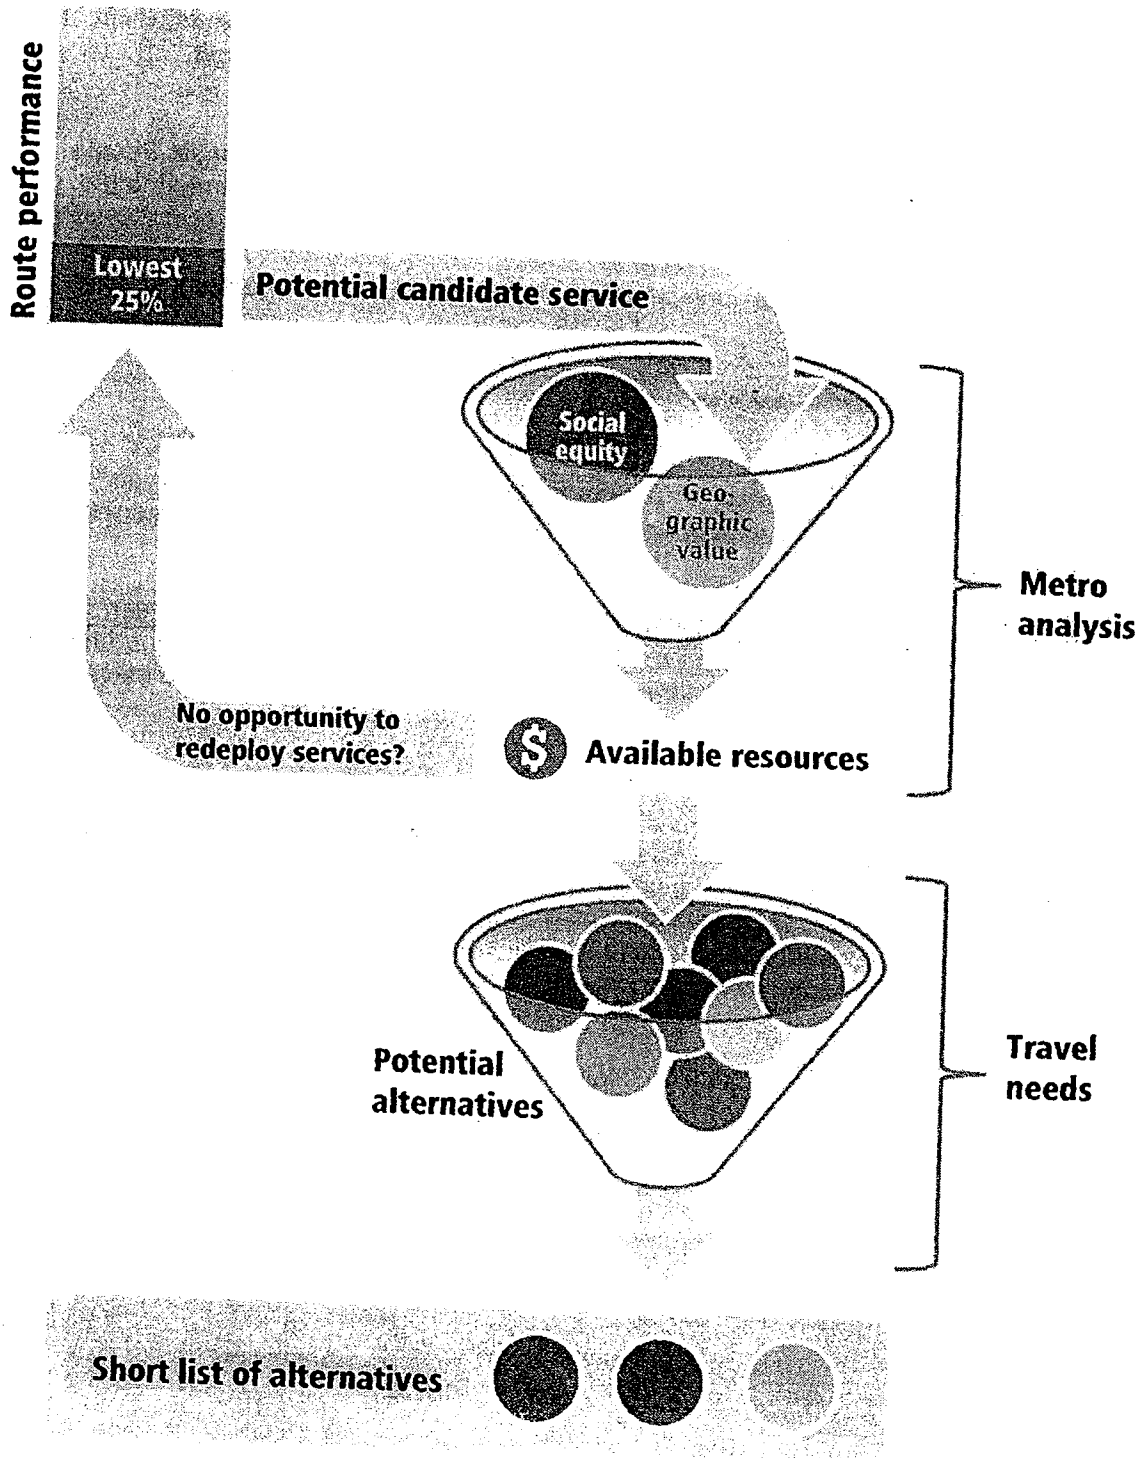 Route performance
Lowest
25%
Potential candidate service
Social
equity
Geo-
graphic
value
Metro
analysis
No opportunity to
redeploy services?
$
Available resources
Potential
alternatives
Travel
needs
Short list of alternatives